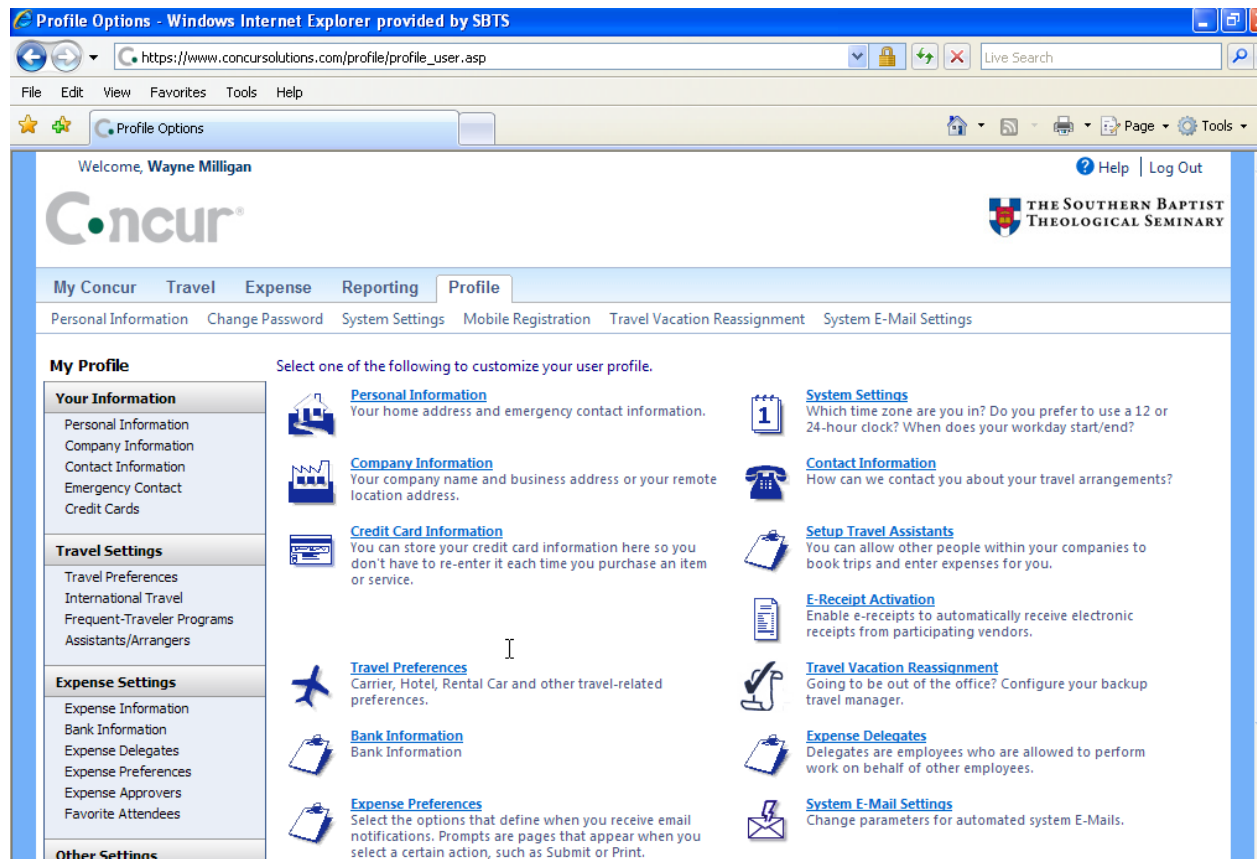 Profile Options - Windows Internet Explorer provided by SBTS
https://www.concursolutions.com/profile/profile_user.asp
Live Search
File Edit View Favorites Tools Help
Profile Options
Page Tools
Welcome, Wayne Milligan
Help | Log Out
Concur®
THE SOUTHERN BAPTIST
THEOLOGICAL SEMINARY
My Concur Travel Expense Reporting Profile
Personal Information Change Password System Settings Mobile Registration Travel Vacation Reassignment System E-Mail Settings
My Profile
Your Information
Personal Information
Company Information
Contact Information
Emergency Contact
Credit Cards
Travel Settings
Travel Preferences
International Travel
Frequent-Traveler Programs
Assistants/Arrangers
Expense Settings
Expense Information
Bank Information
Expense Delegates
Expense Preferences
Expense Approvers
Favorite Attendees
Other Settings
Select one of the following to customize your user profile.
Personal Information
Your home address and emergency contact information.
Company Information
Your company name and business address or your remote
location address.
Credit Card Information
You can store your credit card information here so you
don't have to re-enter it each time you purchase an item
or service.
Travel Preferences
Carrier, Hotel, Rental Car and other travel-related
preferences.
Bank Information
Bank Information
Expense Preferences
Select the options that define when you receive email
notifications. Prompts are pages that appear when you
select a certain action, such as Submit or Print.
1
System Settings
Which time zone are you in? Do you prefer to use a 12 or
24-hour clock? When does your workday start/end?
Contact Information
How can we contact you about your travel arrangements?
Setup Travel Assistants
You can allow other people within your companies to
book trips and enter expenses for you.
E-Receipt Activation
Enable e-receipts to automatically receive electronic
receipts from participating vendors.
Travel Vacation Reassignment
Going to be out of the office? Configure your backup
travel manager.
Expense Delegates
Delegates are employees who are allowed to perform
work on behalf of other employees.
System E-Mail Settings
Change parameters for automated system E-Mails.